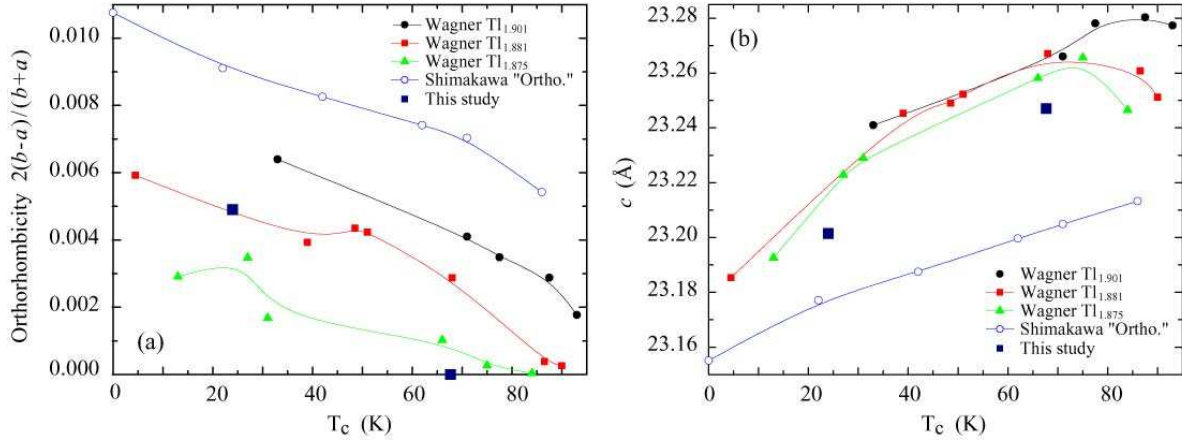 Wagner Tl1.901
Wagner Tl1.881
Wagner Tl1.875
Shimakawa "Ortho."
This study
(a)
Orthorhombicity 2(b-a)/(b+a)
0.010
0.008
0.006
0.004
0.002
0.000
0 20 40 60 80
Tc (K)
(b)
c (Å)
23.28
23.26
23.24
23.22
23.20
23.18
23.16
Wagner Tl1.901
Wagner Tl1.881
Wagner Tl1.875
Shimakawa "Ortho."
This study
0 20 40 60 80
Tc (K)